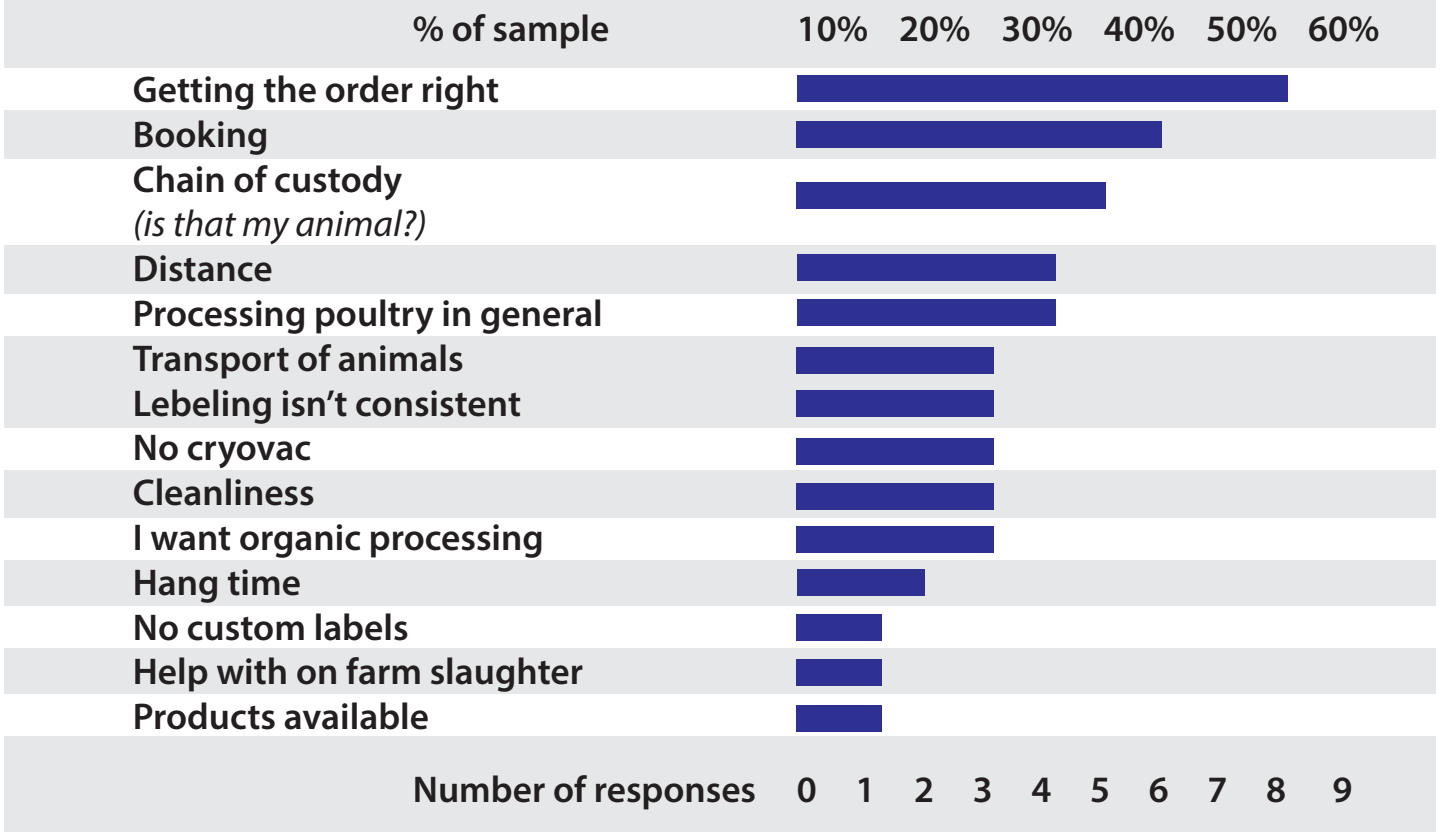 % of sample 10% 20% 30% 40% 50% 60%
Getting the order right
Booking
Chain of custody
(is that my animal?)
Distance
Processing poultry in general
Transport of animals
Lebeling isn't consistent
No cryovac
Cleanliness
I want organic processing
Hang time
No custom labels
Help with on farm slaughter
Products available
Number of responses 0 1 2 3 4 5 6 7 8 9